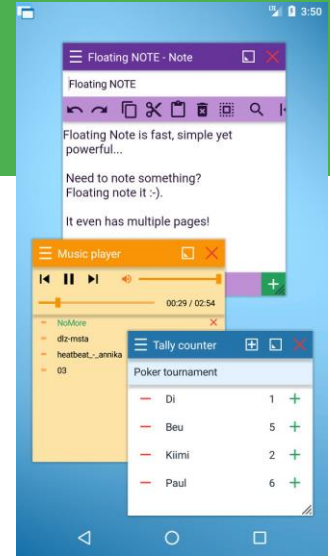 3:50
Floating NOTE - Note
Floating NOTE
Floating Note is fast, simple yet
powerful...
Need to note something?
Floating note it :-).
It even has multiple pages!
Music player
00:29 / 02:54
NoMore
dlz-msta
heatbeat_-_annika
03
Tally counter
Poker tournament
Di 1
Beu 5
Kiimi 2
Paul 6